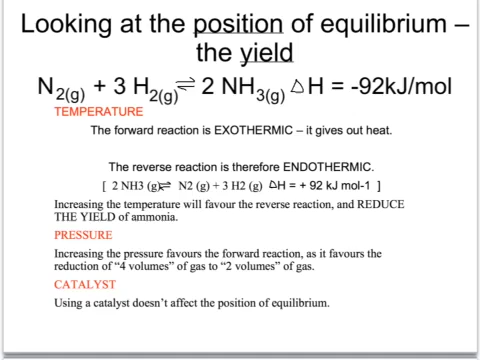 Looking at the position of equilibrium –
the yield
N2(g) + 3 H2(g) ⇌ 2 NH3(g) △H = -92kJ/mol
TEMPERATURE
The forward reaction is EXOTHERMIC – it gives out heat.
The reverse reaction is therefore ENDOTHERMIC.
[ 2 NH3 (g) ⇌ N2 (g) + 3 H2 (g) △H = + 92 kJ mol-1 ]
Increasing the temperature will favour the reverse reaction, and REDUCE
THE YIELD of ammonia.
PRESSURE
Increasing the pressure favours the forward reaction, as it favours the
reduction of “4 volumes” of gas to “2 volumes” of gas.
CATALYST
Using a catalyst doesn’t affect the position of equilibrium.